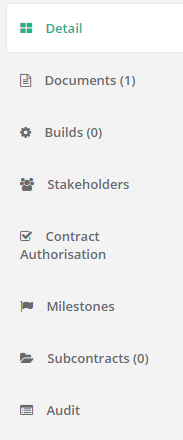 Detail
Documents (1)
Builds (0)
Stakeholders
Contract
Authorisation
Milestones
Subcontracts (0)
Audit